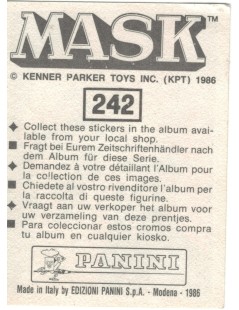 MASK™
© KENNER PARKER TOYS INC. (KPT) 1986
242
◆ Collect these stickers in the album avai-
lable from your local shop.
■ Fragt bei Eurem Zeitschriftenhändler nach
dem Album für diese Serie.
◆ Demandez à votre détaillant l'Album pour
la collection de ces images.
■ Chiedete al vostro rivenditore l'album per
la raccolta di queste figurine.
◆ Vraagt aan uw verkoper het album voor
uw verzameling van deze prentjes.
■ Para coleccionar estos cromos compra
tu album en cualquier kiosko.
PANINI
Made in Italy by EDIZIONI PANINI S.p.A. - Modena - 1986